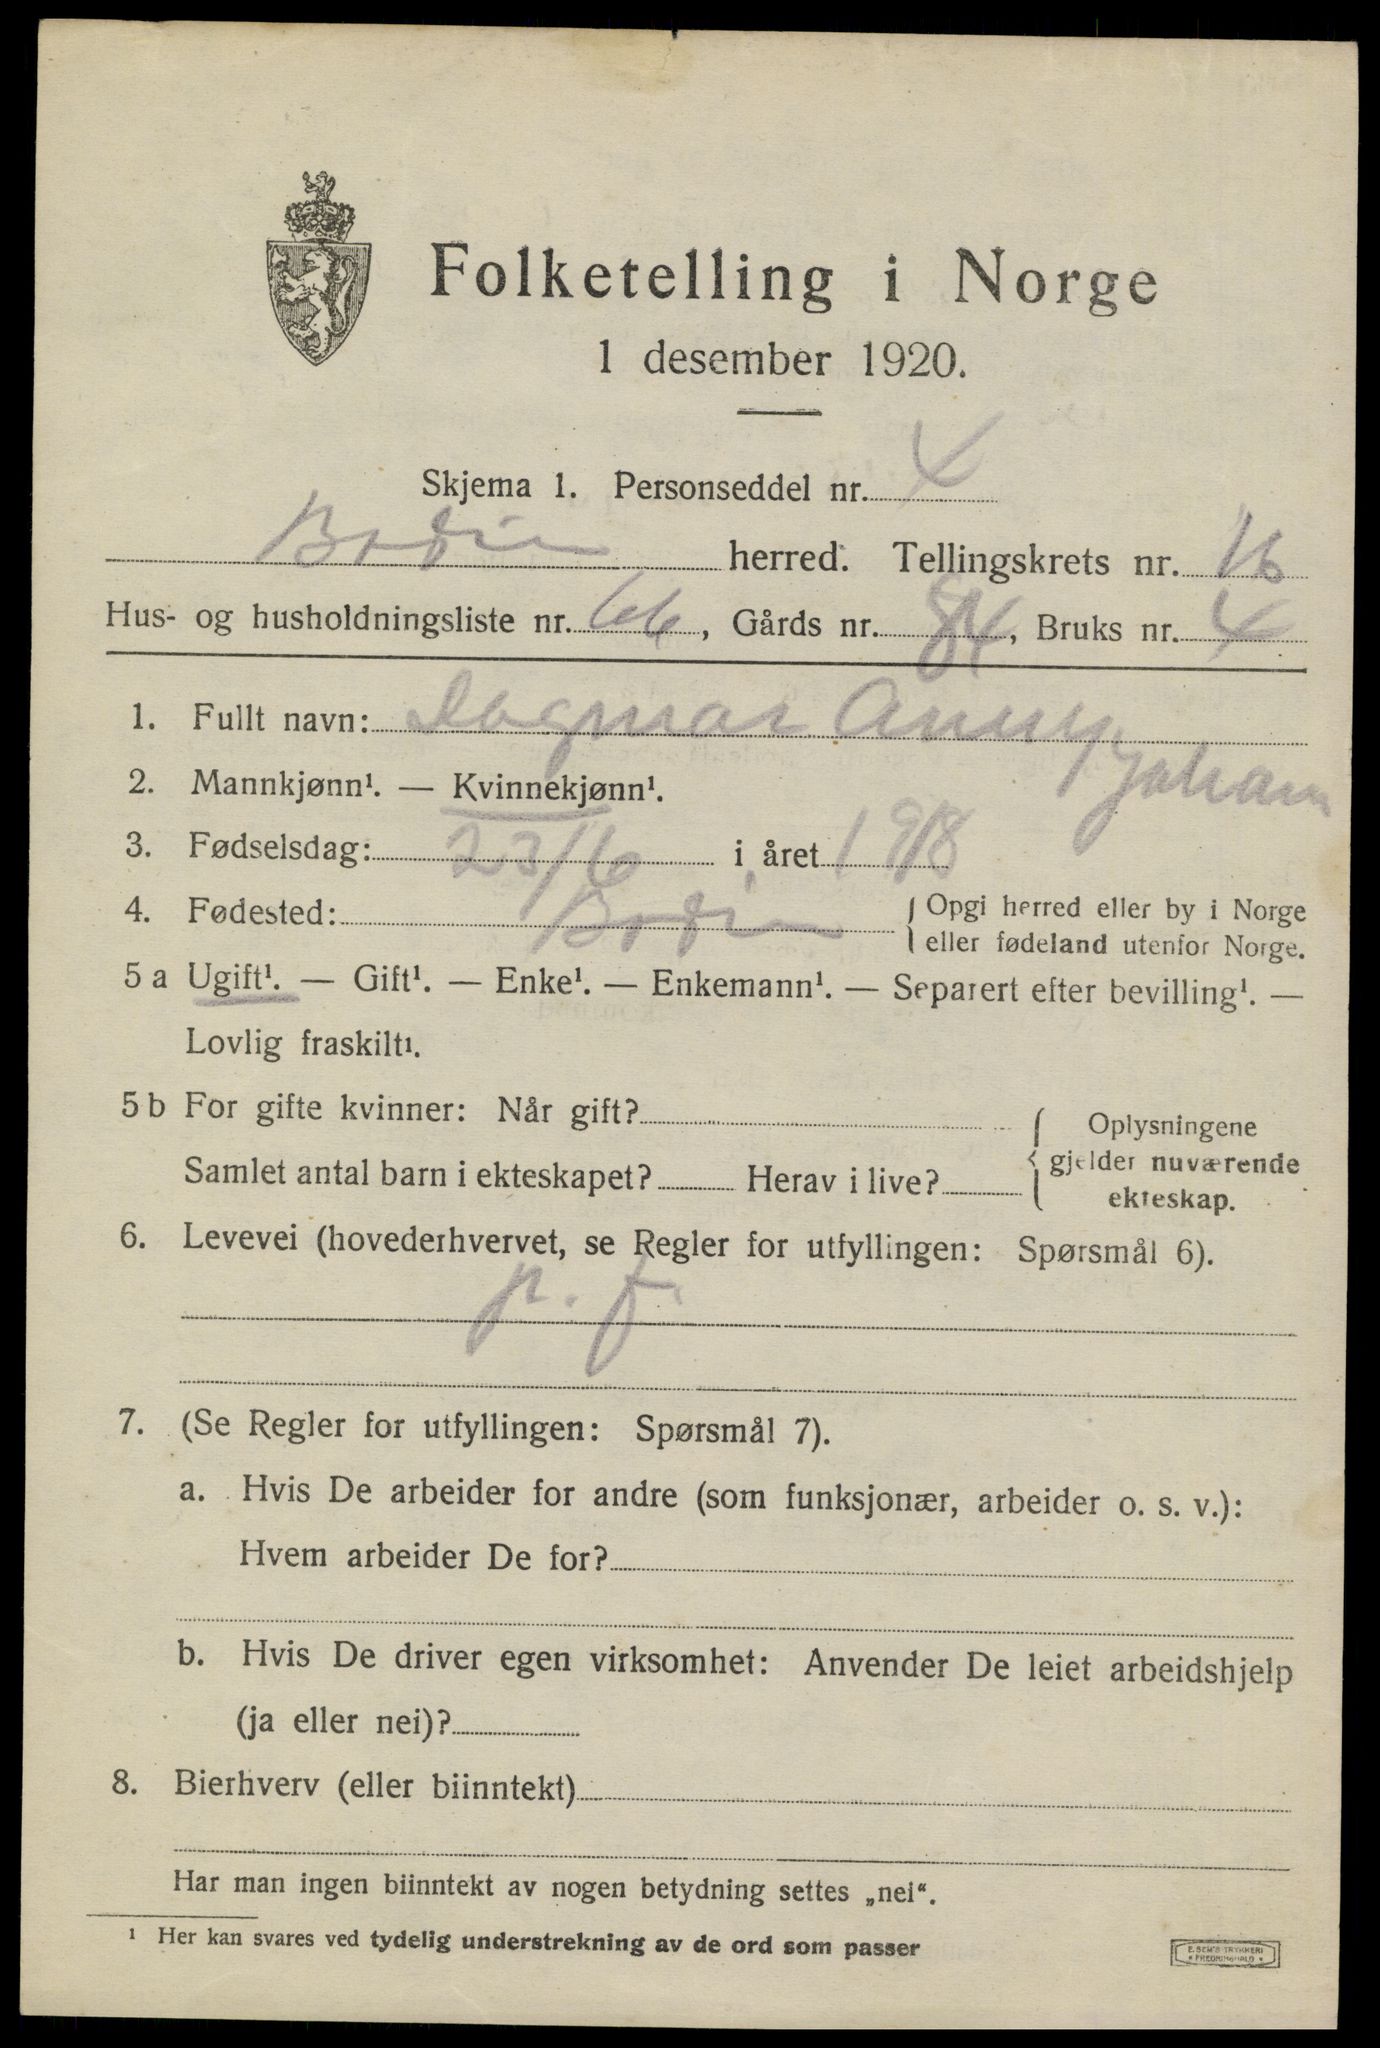 Folketelling i Norge
1 desember 1920.
Skjema 1. Personseddel nr. 4
Bodin herred. Tellingskrets nr. 16
Hus- og husholdningsliste nr. 66, Gårds nr. 84, Bruks nr. 4
1. Fullt navn: Dagmar Anny
Johan
2. Mannkjønn¹. — Kvinnekjønn¹.
3. Fødselsdag: 23/6 i året 1918
4. Fødested: Bodin { Opgi herred eller by i Norge
eller fødeland utenfor Norge.
5 a Ugift¹. — Gift¹. — Enke¹. — Enkemann¹. — Separert efter bevilling¹. —
Lovlig fraskilt¹.
5 b For gifte kvinner: Når gift?
Samlet antal barn i ekteskapet? Herav i live?
{ Oplysningene
gjelder nuværende
ekteskap.
6. Levevei (hovederhvervet, se Regler for utfyllingen: Spørsmål 6).
p. f.
7. (Se Regler for utfyllingen: Spørsmål 7).
a. Hvis De arbeider for andre (som funksjonær, arbeider o. s. v.):
Hvem arbeider De for?
b. Hvis De driver egen virksomhet: Anvender De leiet arbeidshjelp
(ja eller nei)?
8. Bierhverv (eller biinntekt)
Har man ingen biinntekt av nogen betydning settes „nei“.
¹ Her kan svares ved tydelig understrekning av de ord som passer
E. SEM'S TRYKKERI
• FREDRIKSHALD •